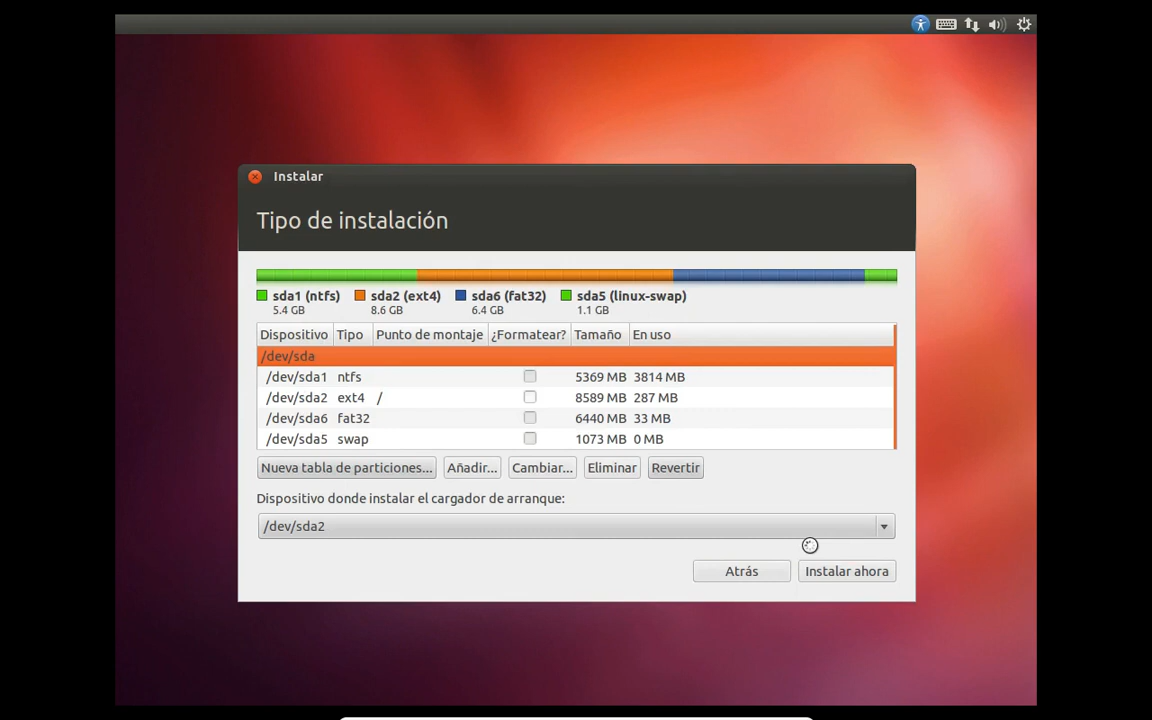 Instalar
Tipo de instalación
sda1 (ntfs) sda2 (ext4) sda6 (fat32) sda5 (linux-swap)
5.4 GB 8.6 GB 6.4 GB 1.1 GB
Dispositivo Tipo Punto de montaje ¿Formatear? Tamaño En uso
/dev/sda
/dev/sda1 ntfs 5369 MB 3814 MB
/dev/sda2 ext4 / 8589 MB 287 MB
/dev/sda6 fat32 6440 MB 33 MB
/dev/sda5 swap 1073 MB 0 MB
Nueva tabla de particiones... Añadir... Cambiar... Eliminar Revertir
Dispositivo donde instalar el cargador de arranque:
/dev/sda2
Atrás Instalar ahora